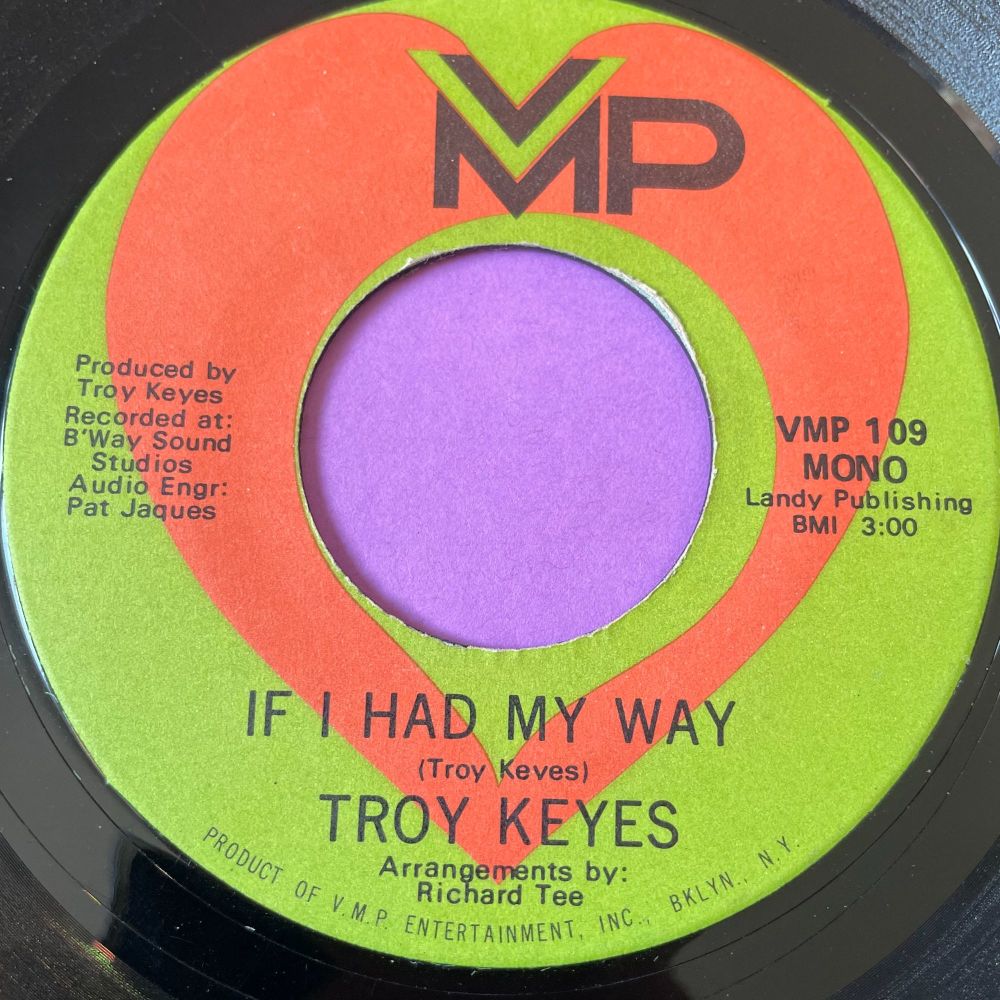 VMP
Produced by
Troy Keyes
Recorded at:
B'Way Sound
Studios
Audio Engr:
Pat Jaques
VMP 109
MONO
Landy Publishing
BMI 3:00
IF I HAD MY WAY
(Troy Keves)
TROY KEYES
Arrangements by:
Richard Tee
PRODUCT OF V.M.P. ENTERTAINMENT, INC., BKLYN., N.Y.